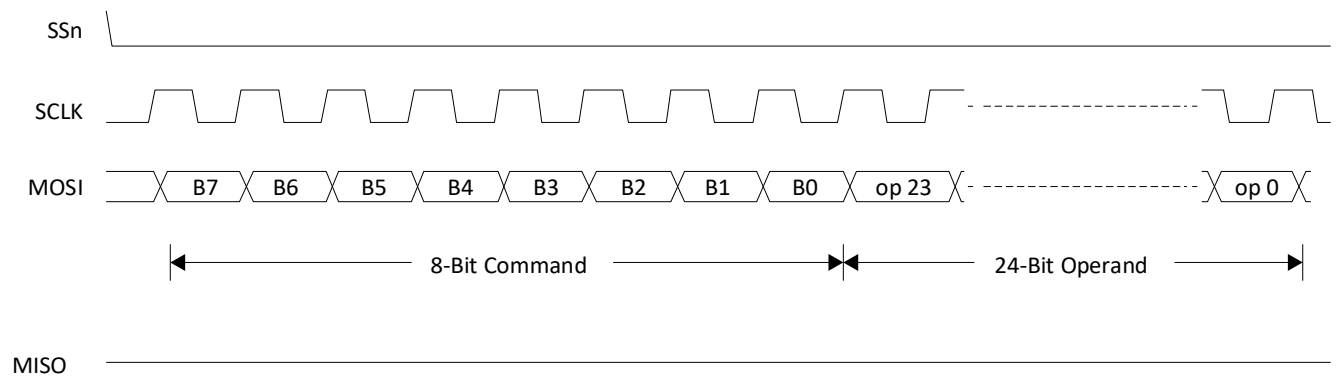 SSn
SCLK
MOSI B7 B6 B5 B4 B3 B2 B1 B0 op 23 op 0
8-Bit Command 24-Bit Operand
MISO